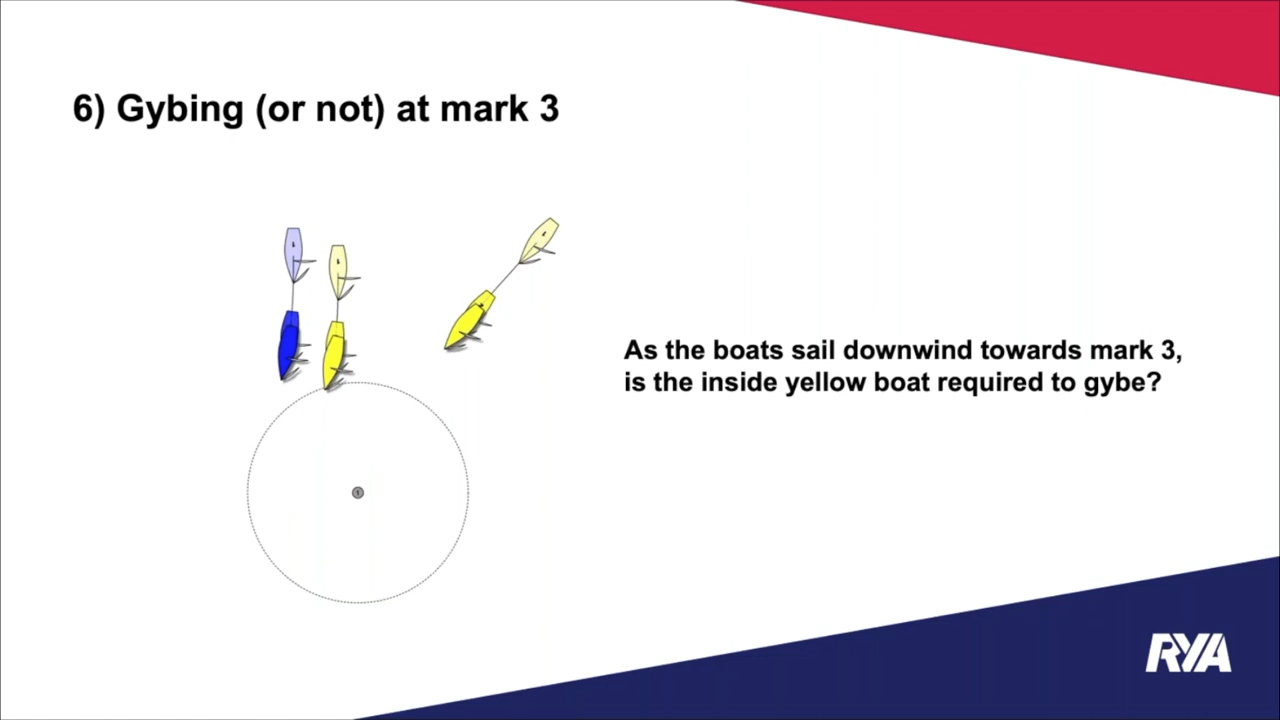 6) Gybing (or not) at mark 3
As the boats sail downwind towards mark 3,
is the inside yellow boat required to gybe?
1
RYA